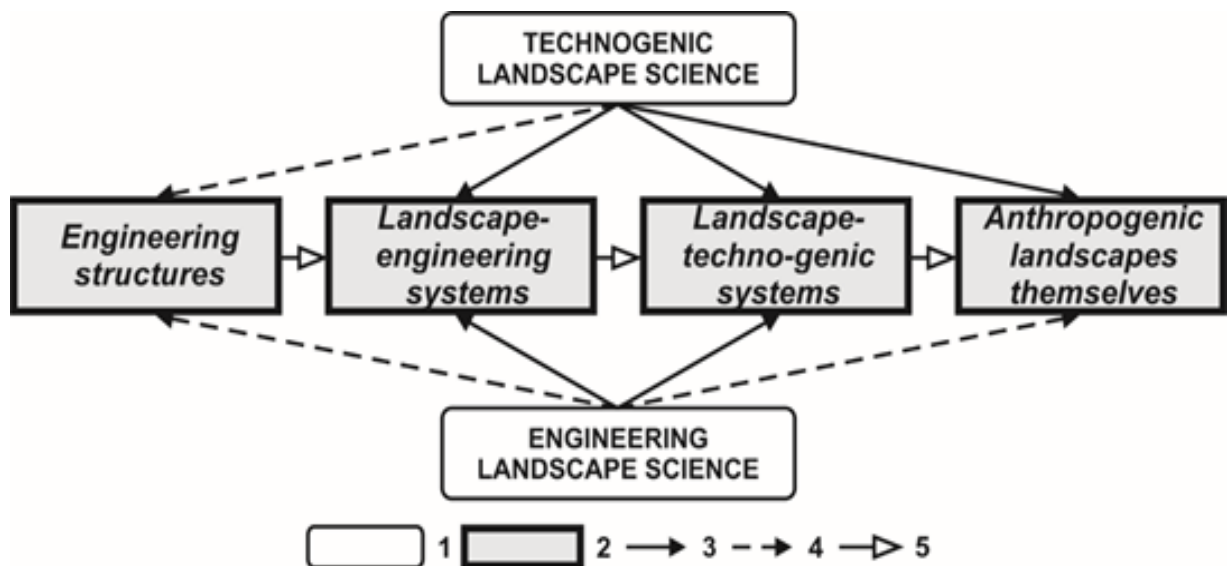 TECHNOGENIC
LANDSCAPE SCIENCE
Engineering
structures
Landscape-
engineering
systems
Landscape-
techno-genic
systems
Anthropogenic
landscapes
themselves
ENGINEERING
LANDSCAPE SCIENCE
1 2 3 4 5